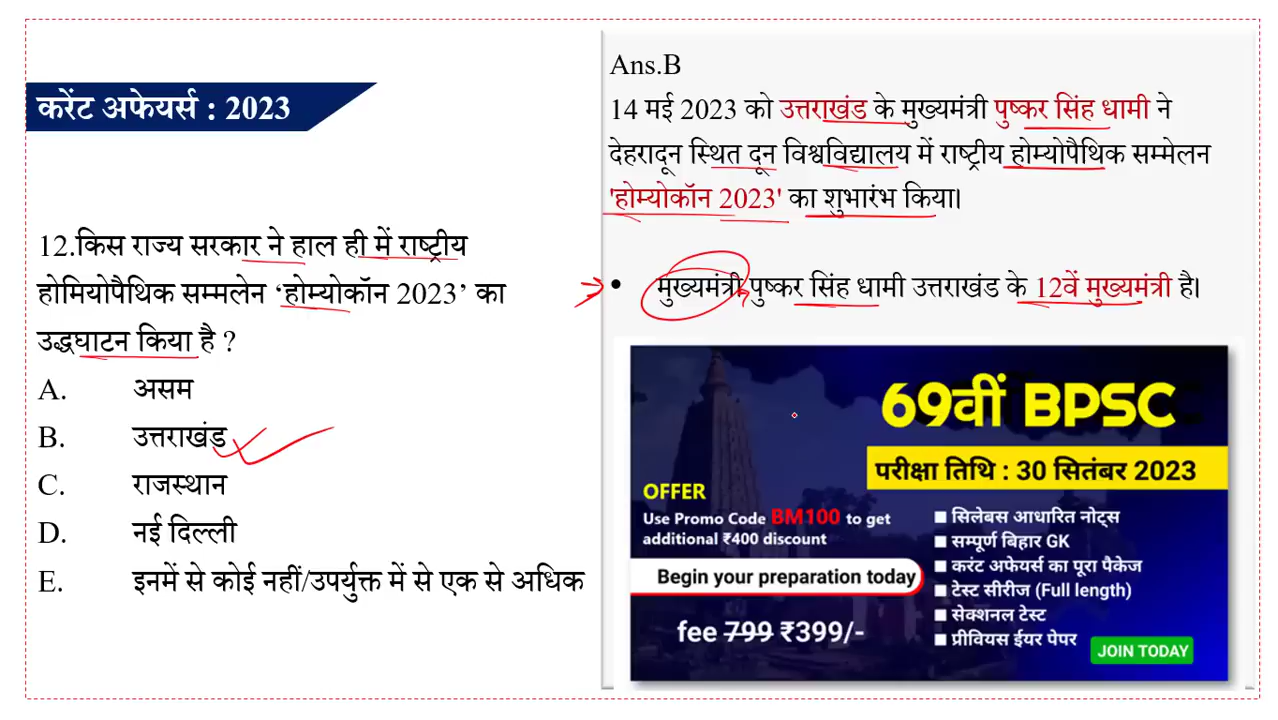 करेंट अफेयर्स : 2023
12.किस राज्य सरकार ने हाल ही में राष्ट्रीय
होमियोपैथिक सम्मलेन ‘होम्योकॉन 2023’ का
उद्धघाटन किया है ?
A. असम
B. उत्तराखंड
C. राजस्थान
D. नई दिल्ली
E. इनमें से कोई नहीं/उपर्युक्त में से एक से अधिक
Ans.B
14 मई 2023 को उत्तराखंड के मुख्यमंत्री पुष्कर सिंह धामी ने
देहरादून स्थित दून विश्वविद्यालय में राष्ट्रीय होम्योपैथिक सम्मेलन
'होम्योकॉन 2023' का शुभारंभ किया।
• मुख्यमंत्री पुष्कर सिंह धामी उत्तराखंड के 12वें मुख्यमंत्री है।
69वीं BPSC
परीक्षा तिथि : 30 सितंबर 2023
OFFER
Use Promo Code BM100 to get
additional ₹400 discount
Begin your preparation today
fee 799 ₹399/-
■ सिलेबस आधारित नोट्स
■ सम्पूर्ण बिहार GK
■ करंट अफेयर्स का पूरा पैकेज
■ टेस्ट सीरीज (Full length)
■ सेक्शनल टेस्ट
■ प्रीवियस ईयर पेपर
JOIN TODAY